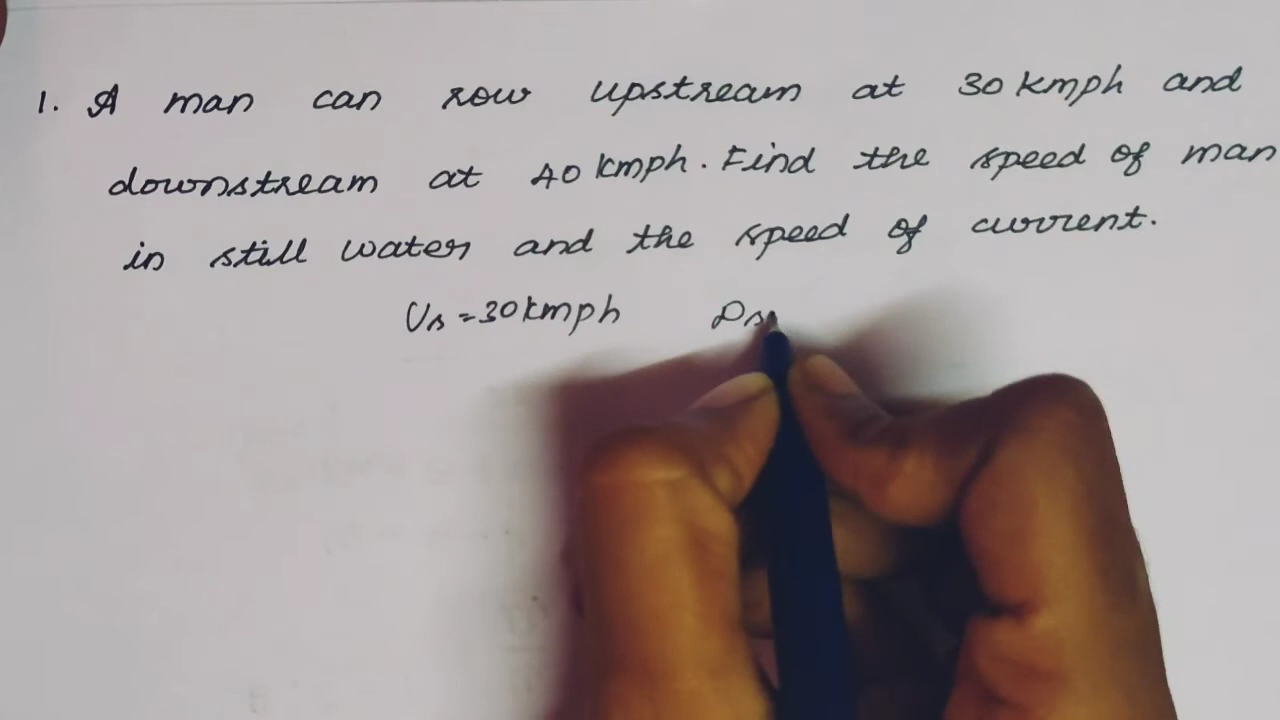 1. A man can row upstream at 30 kmph and
downstream at 40 kmph. Find the speed of man
in still water and the speed of current.
Us = 30 kmph Ds